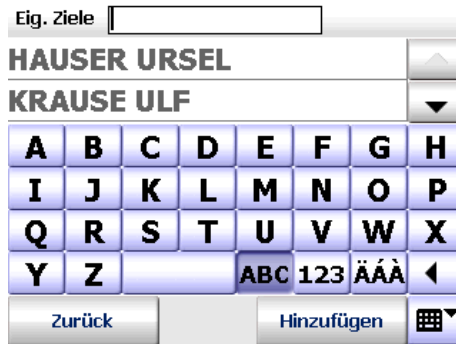 Eig. Ziele
HAUSER URSEL
KRAUSE ULF
A B C D E F G H
I J K L M N O P
Q R S T U V W X
Y Z ABC 123 ÄÁÀ
Zurück Hinzufügen